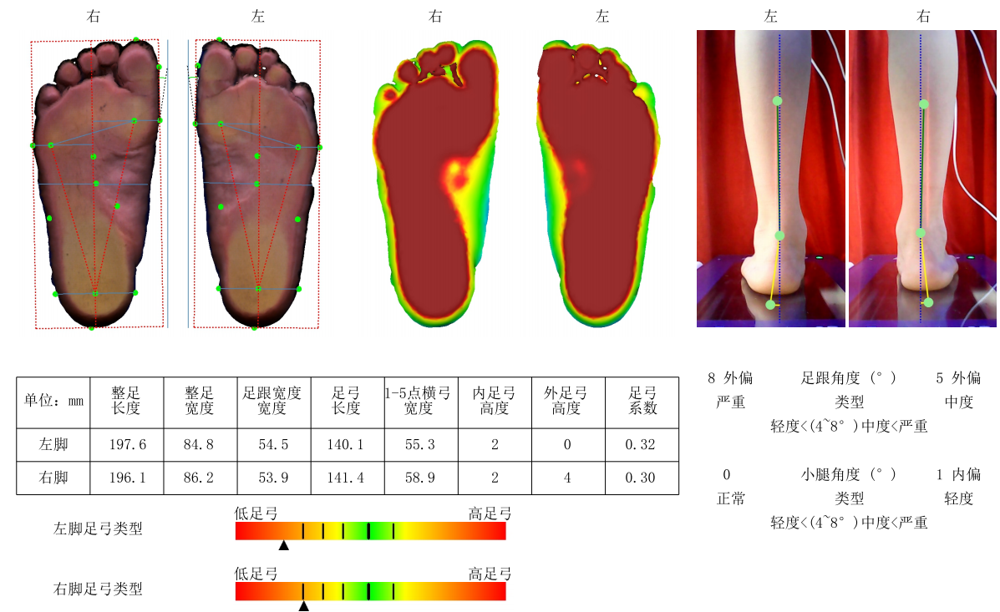 右 左 右 左 左 右
单位：mm 整足长度 整足宽度 足跟宽度宽度 足弓长度 1-5点横弓宽度 内足弓高度 外足弓高度 足弓系数
左脚 197.6 84.8 54.5 140.1 55.3 2 0 0.32
右脚 196.1 86.2 53.9 141.4 58.9 2 4 0.30
低足弓 高足弓
左脚足弓类型
低足弓 高足弓
右脚足弓类型
8 外偏 足跟角度(°) 5 外偏
严重 类型 中度
轻度<(4~8°)中度<严重
0 小腿角度(°) 1 内偏
正常 类型 轻度
轻度<(4~8°)中度<严重